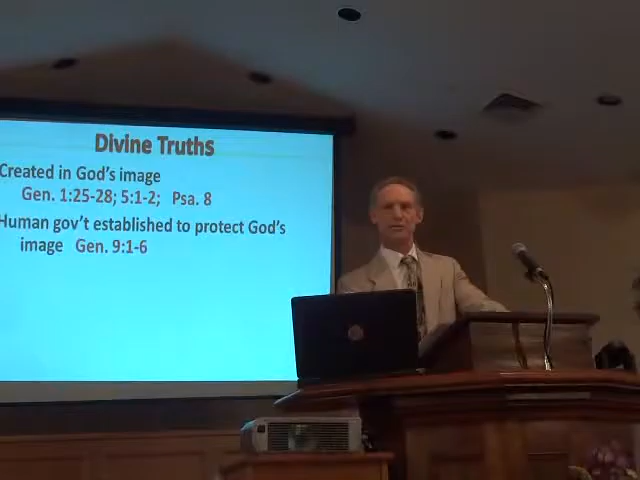 Divine Truths
Created in God's image
Gen. 1:25-28; 5:1-2; Psa. 8
Human gov't established to protect God's
image Gen. 9:1-6